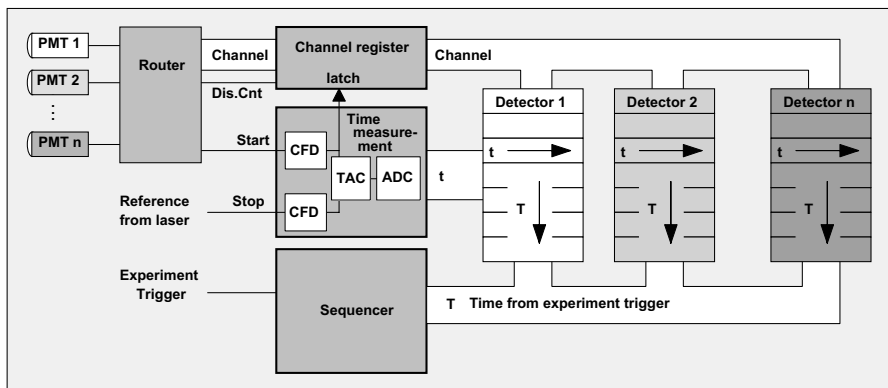 PMT 1
PMT 2
PMT n
Router
Channel
Dis.Cnt
Channel register
latch
Channel
Start
Time
measure-
ment
CFD
TAC
ADC
CFD
t
Reference
from laser
Stop
Detector 1
t
T
Detector 2
t
T
Detector n
t
T
Experiment
Trigger
Sequencer
T Time from experiment trigger